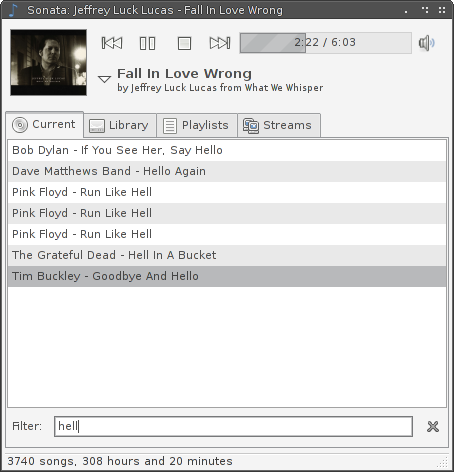 Sonata: Jeffrey Luck Lucas - Fall In Love Wrong
2:22 / 6:03
Fall In Love Wrong
by Jeffrey Luck Lucas from What We Whisper
Current Library Playlists Streams
Bob Dylan - If You See Her, Say Hello
Dave Matthews Band - Hello Again
Pink Floyd - Run Like Hell
Pink Floyd - Run Like Hell
Pink Floyd - Run Like Hell
The Grateful Dead - Hell In A Bucket
Tim Buckley - Goodbye And Hello
Filter: hell
3740 songs, 308 hours and 20 minutes